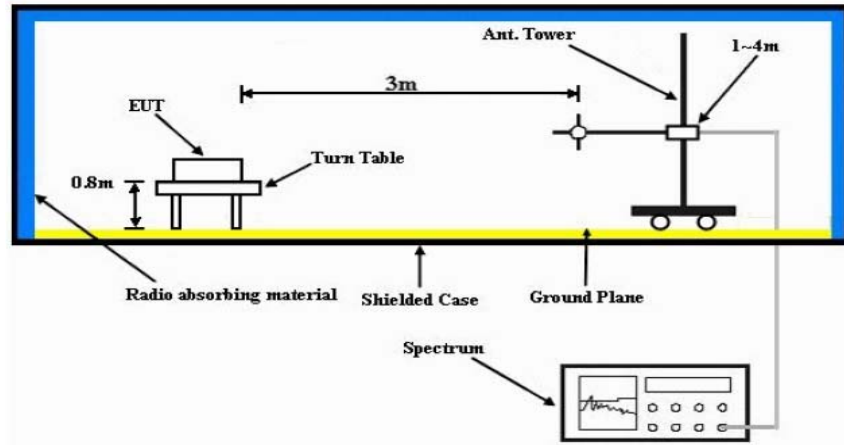 Ant. Tower
1~4m
3m
EUT
Turn Table
0.8m
Radio absorbing material
Shielded Case
Ground Plane
Spectrum